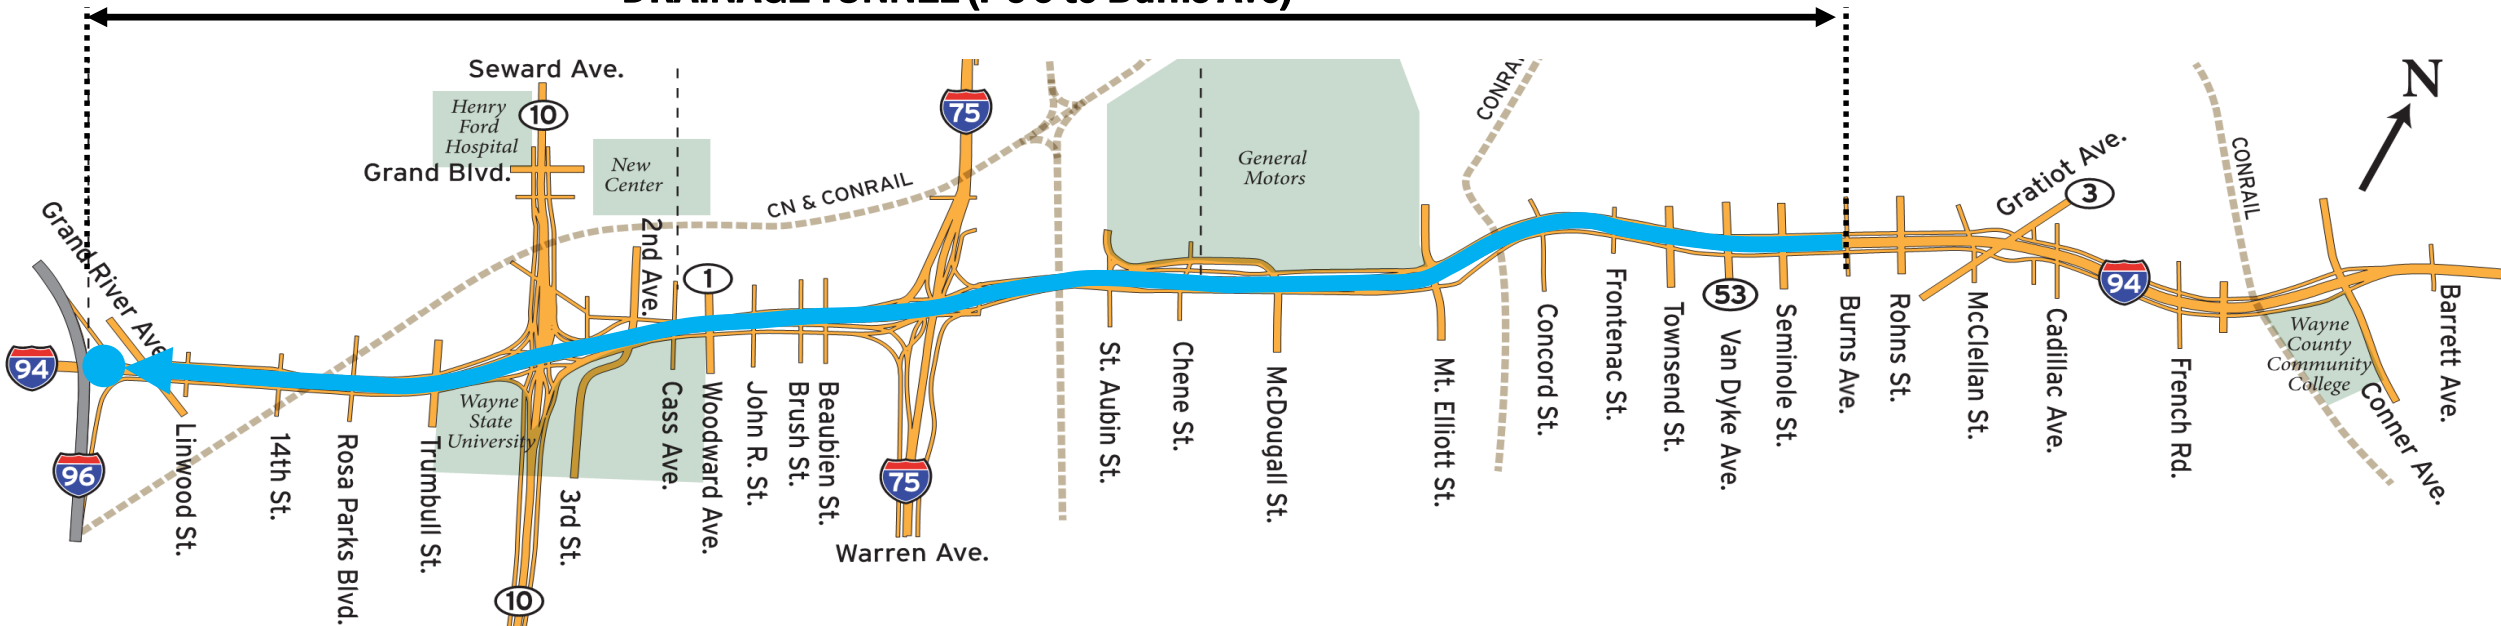 Seward Ave.
Henry
Ford
Hospital
10
Grand Blvd.
New
Center
CN & CONRAIL
75
General
Motors
N
Gratiot Ave.
3
CONRAIL
Grand River Ave
2nd Ave.
1
94
96
Linwood St.
14th St.
Rosa Parks Blvd.
Trumbull St.
Wayne
State
University
10
3rd St.
Cass Ave.
Woodward Ave.
John R. St.
Brush St.
Beaubien St.
75
Warren Ave.
St. Aubin St.
Chene St.
McDougall St.
Mt. Elliott St.
Concord St.
Frontenac St.
Townsend St.
53
Van Dyke Ave.
Seminole St.
Burns Ave.
Rohns St.
McClellan St.
Cadillac Ave.
94
French Rd.
Wayne
County
Community
College
Conner Ave.
Barrett Ave.